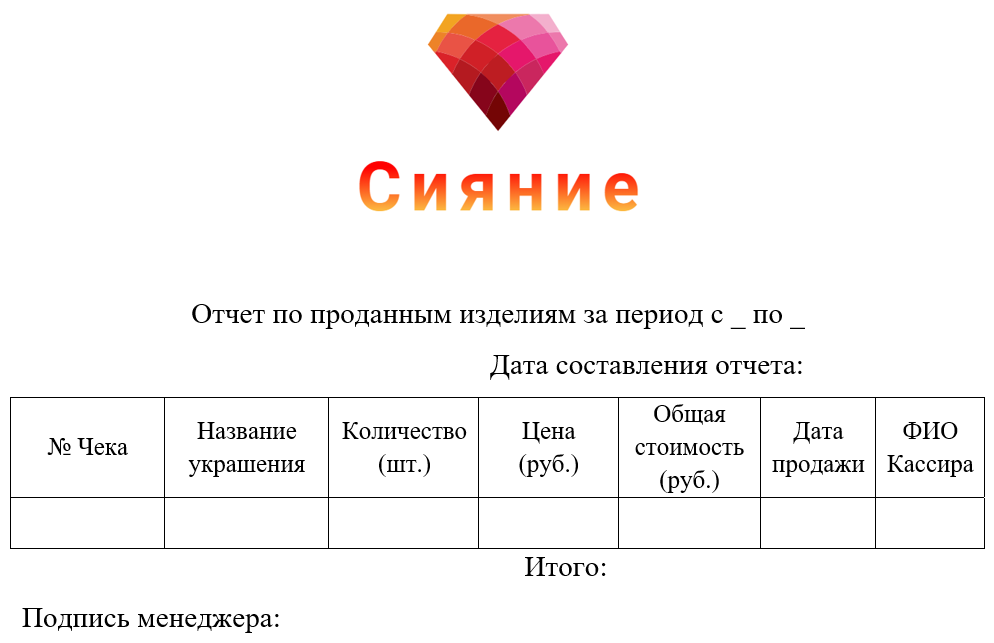 Сияние
Отчет по проданным изделиям за период с _ по _
Дата составления отчета:
№ Чека
Название
украшения
Количество
(шт.)
Цена
(руб.)
Общая
стоимость
(руб.)
Дата
продажи
ФИО
Кассира
Итого:
Подпись менеджера: